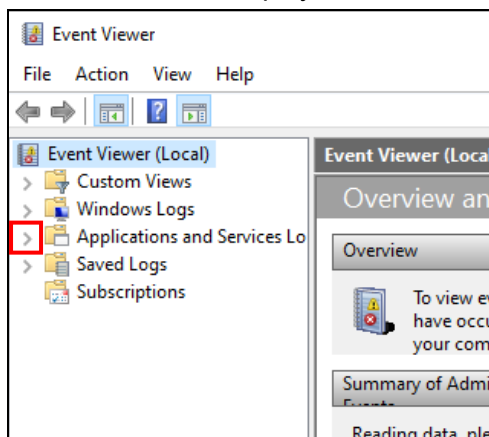 Event Viewer
File Action View Help
Event Viewer (Local)
Custom Views
Windows Logs
Applications and Services Lo
Saved Logs
Subscriptions
Event Viewer (Loca
Overview an
Overview
To view e
have occu
your com
Summary of Admi
Reading data, ple